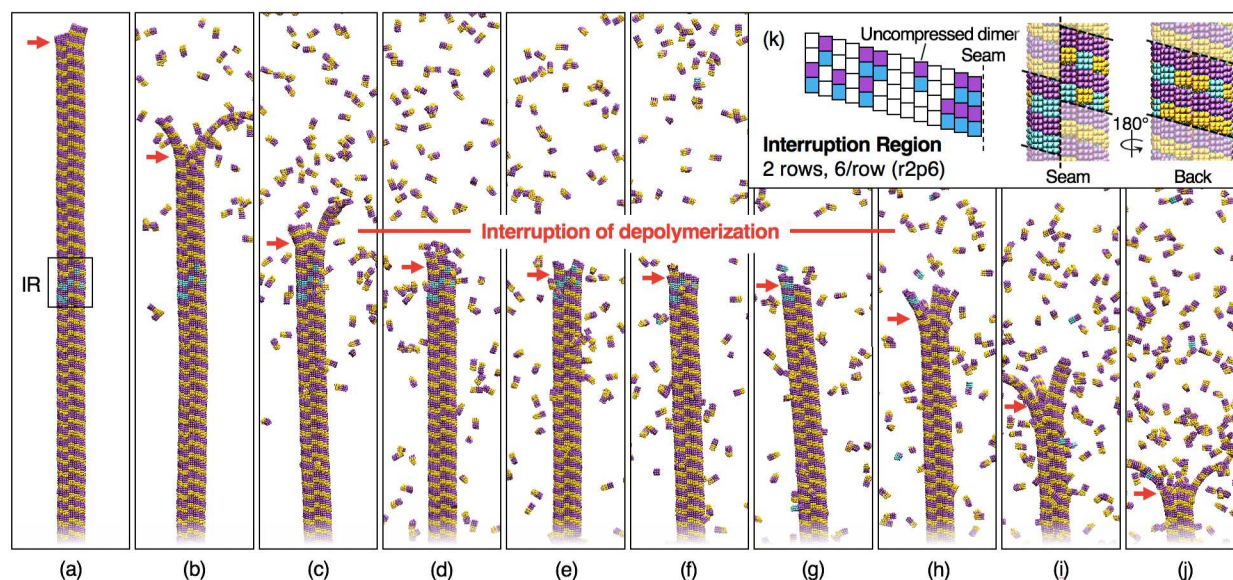 (k)
Uncompressed dimer
Seam
Interruption Region
2 rows, 6/row (r2p6)
180°
Seam
Back
Interruption of depolymerization
IR
(a)
(b)
(c)
(d)
(e)
(f)
(g)
(h)
(i)
(j)